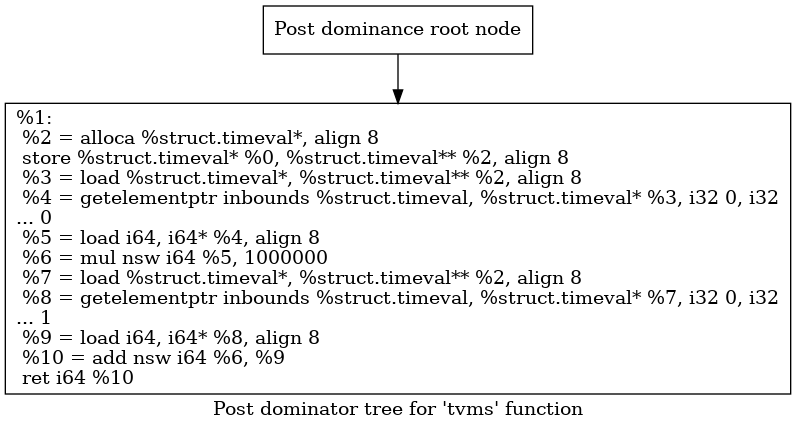 Post dominance root node
%1:
%2 = alloca %struct.timeval*, align 8
store %struct.timeval* %0, %struct.timeval** %2, align 8
%3 = load %struct.timeval*, %struct.timeval** %2, align 8
%4 = getelementptr inbounds %struct.timeval, %struct.timeval* %3, i32 0, i32
... 0
%5 = load i64, i64* %4, align 8
%6 = mul nsw i64 %5, 1000000
%7 = load %struct.timeval*, %struct.timeval** %2, align 8
%8 = getelementptr inbounds %struct.timeval, %struct.timeval* %7, i32 0, i32
... 1
%9 = load i64, i64* %8, align 8
%10 = add nsw i64 %6, %9
ret i64 %10
Post dominator tree for 'tvms' function